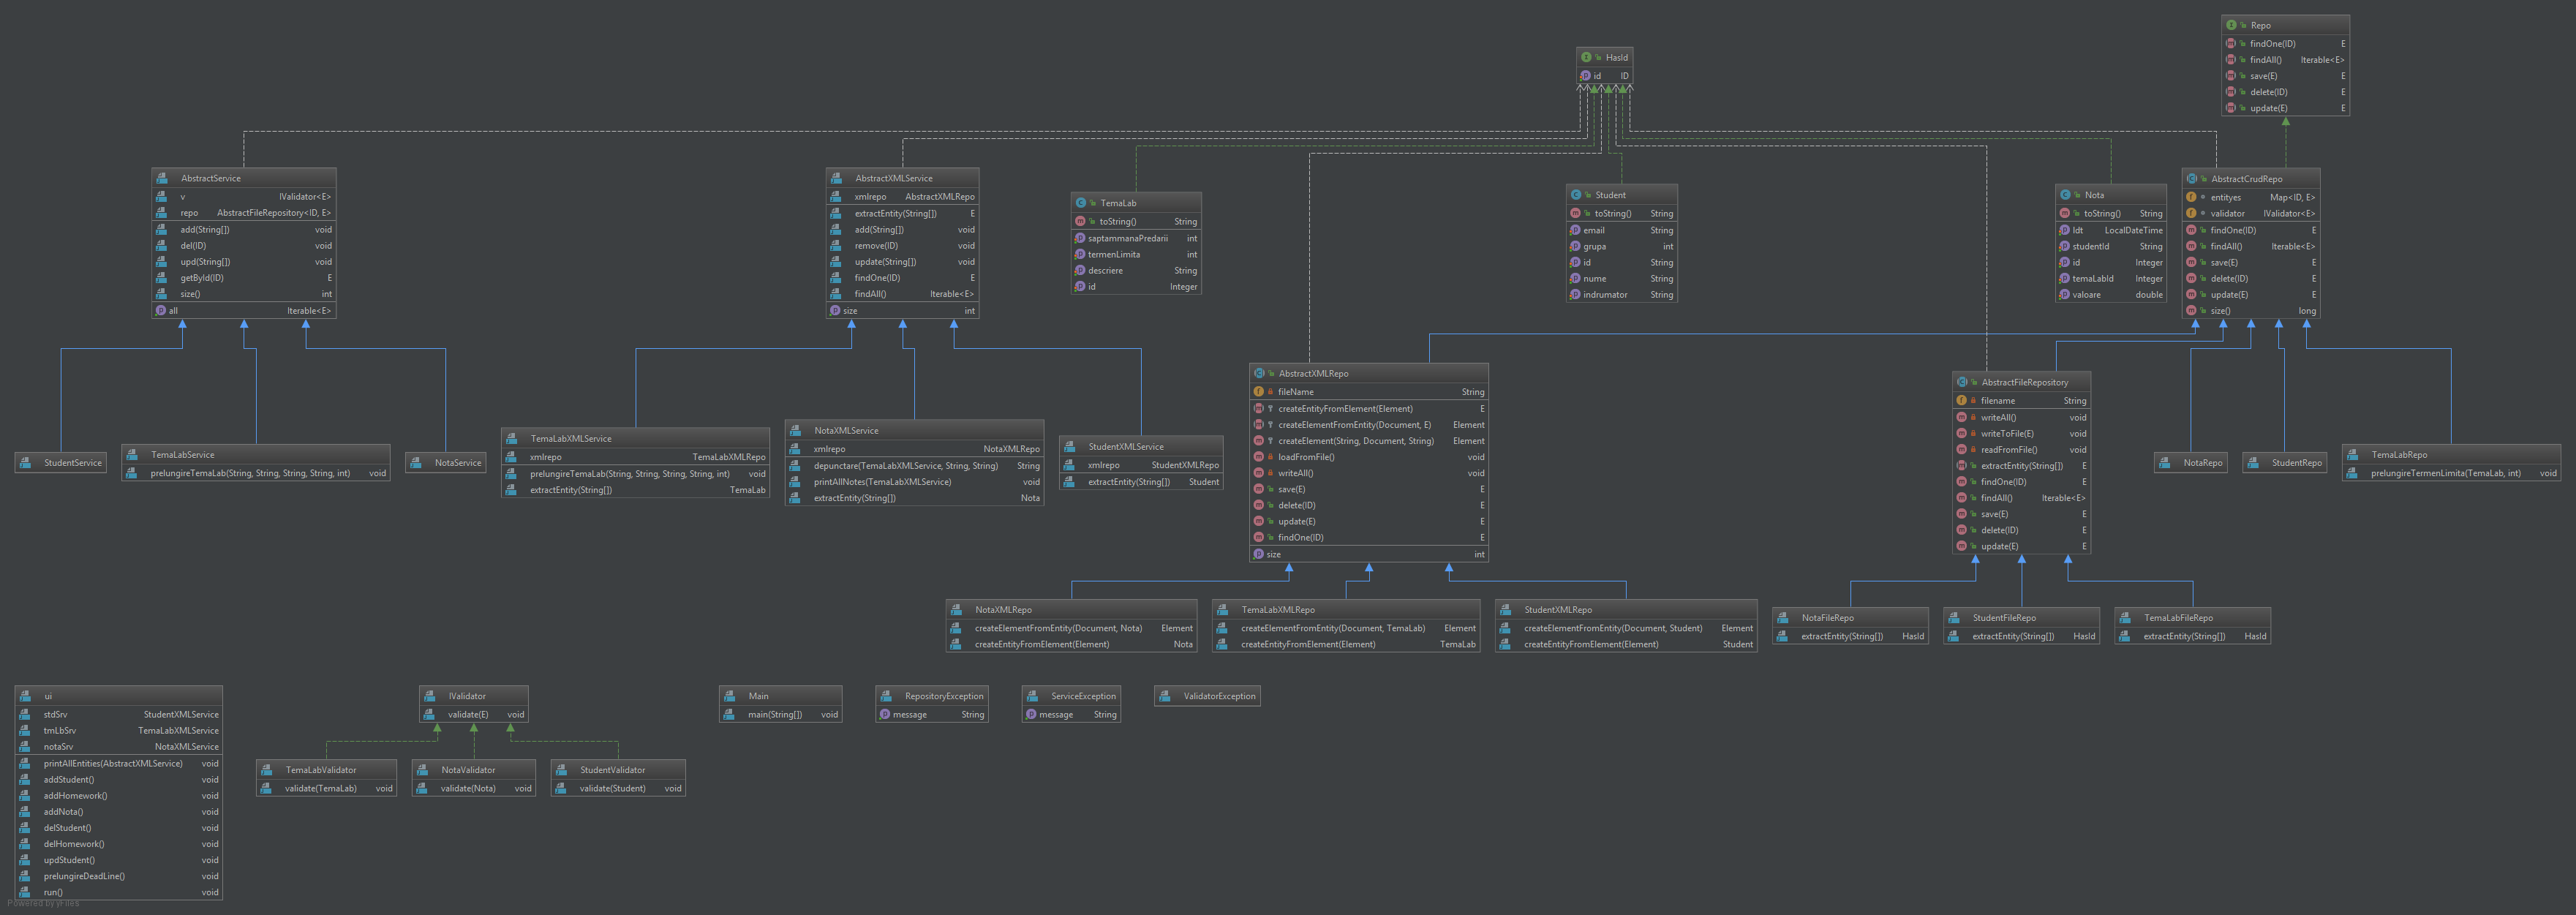 Repo
findOne(ID) E
findAll() Iterable<E>
save(E) E
delete(ID) E
update(E) E
HasId
id ID
AbstractService
v IValidator<E>
repo AbstractFileRepository<ID, E>
add(String[]) void
del(ID) void
upd(String[]) void
getById(ID) E
size() int
all Iterable<E>
AbstractXMLService
xmlrepo AbstractXMLRepo
extractEntity(String[]) E
add(String[]) void
remove(ID) void
update(String[]) void
findOne(ID) E
findAll() Iterable<E>
size int
TemaLab
toString() String
saptammanaPredarii int
termenLimita int
descriere String
id Integer
Student
toString() String
email String
grupa int
id String
nume String
indrumator String
Nota
toString() String
ldt LocalDateTime
studentId String
id Integer
temaLabId Integer
valoare double
AbstractCrudRepo
entityes Map<ID, E>
validator IValidator<E>
findOne(ID) E
findAll() Iterable<E>
save(E) E
delete(ID) E
update(E) E
size() long
StudentService
TemaLabService
prelungireTemaLab(String, String, String, String, int) void
NotaService
TemaLabXMLService
xmlrepo TemaLabXMLRepo
prelungireTemaLab(String, String, String, String, int) void
extractEntity(String[]) TemaLab
NotaXMLService
xmlrepo NotaXMLRepo
depunctare(TemaLabXMLService, String, String) String
printAllNotes(TemaLabXMLService) void
extractEntity(String[]) Nota
StudentXMLService
xmlrepo StudentXMLRepo
extractEntity(String[]) Student
AbstractXMLRepo
fileName String
createEntityFromElement(Element) E
createElementFromEntity(Document, E) Element
createElement(String, Document, String) Element
loadFromFile() void
writeAll() void
save(E) E
delete(ID) E
update(E) E
findOne(ID) E
size int
AbstractFileRepository
filename String
writeAll() void
writeToFile(E) void
readFromFile() void
extractEntity(String[]) E
findOne(ID) E
findAll() Iterable<E>
save(E) E
delete(ID) E
update(E) E
NotaRepo
StudentRepo
TemaLabRepo
prelungireTermenLimita(TemaLab, int) void
NotaXMLRepo
createElementFromEntity(Document, Nota) Element
createEntityFromElement(Element) Nota
TemaLabXMLRepo
createElementFromEntity(Document, TemaLab) Element
createEntityFromElement(Element) TemaLab
StudentXMLRepo
createElementFromEntity(Document, Student) Element
createEntityFromElement(Element) Student
NotaFileRepo
extractEntity(String[]) HasId
StudentFileRepo
extractEntity(String[]) HasId
TemaLabFileRepo
extractEntity(String[]) HasId
ui
stdSrv StudentXMLService
tmLbSrv TemaLabXMLService
notaSrv NotaXMLService
printAllEntities(AbstractXMLService) void
addStudent() void
addHomework() void
addNota() void
delStudent() void
delHomework() void
updStudent() void
prelungireDeadLine() void
run() void
IValidator
validate(E) void
TemaLabValidator
validate(TemaLab) void
NotaValidator
validate(Nota) void
StudentValidator
validate(Student) void
Main
main(String[]) void
RepositoryException
message String
ServiceException
message String
ValidatorException
Powered by yFiles